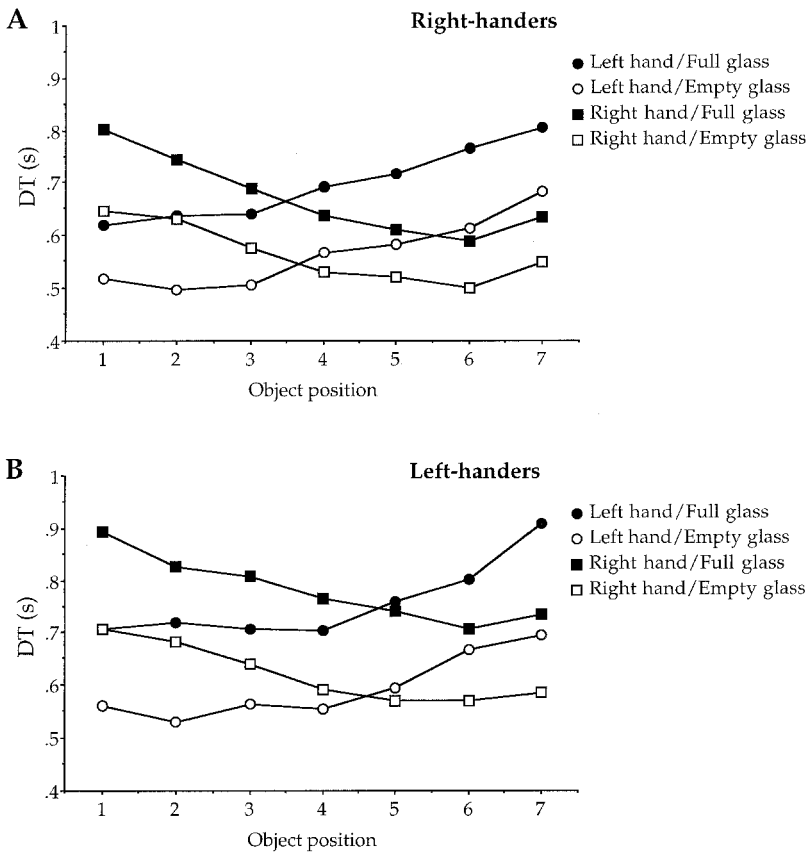 A
Right-handers
1
.9
.8
.7
.6
.5
.4
DT (s)
1 2 3 4 5 6 7
Object position
Left hand/Full glass
Left hand/Empty glass
Right hand/Full glass
Right hand/Empty glass
B
Left-handers
1
.9
.8
.7
.6
.5
.4
DT (s)
1 2 3 4 5 6 7
Object position
Left hand/Full glass
Left hand/Empty glass
Right hand/Full glass
Right hand/Empty glass